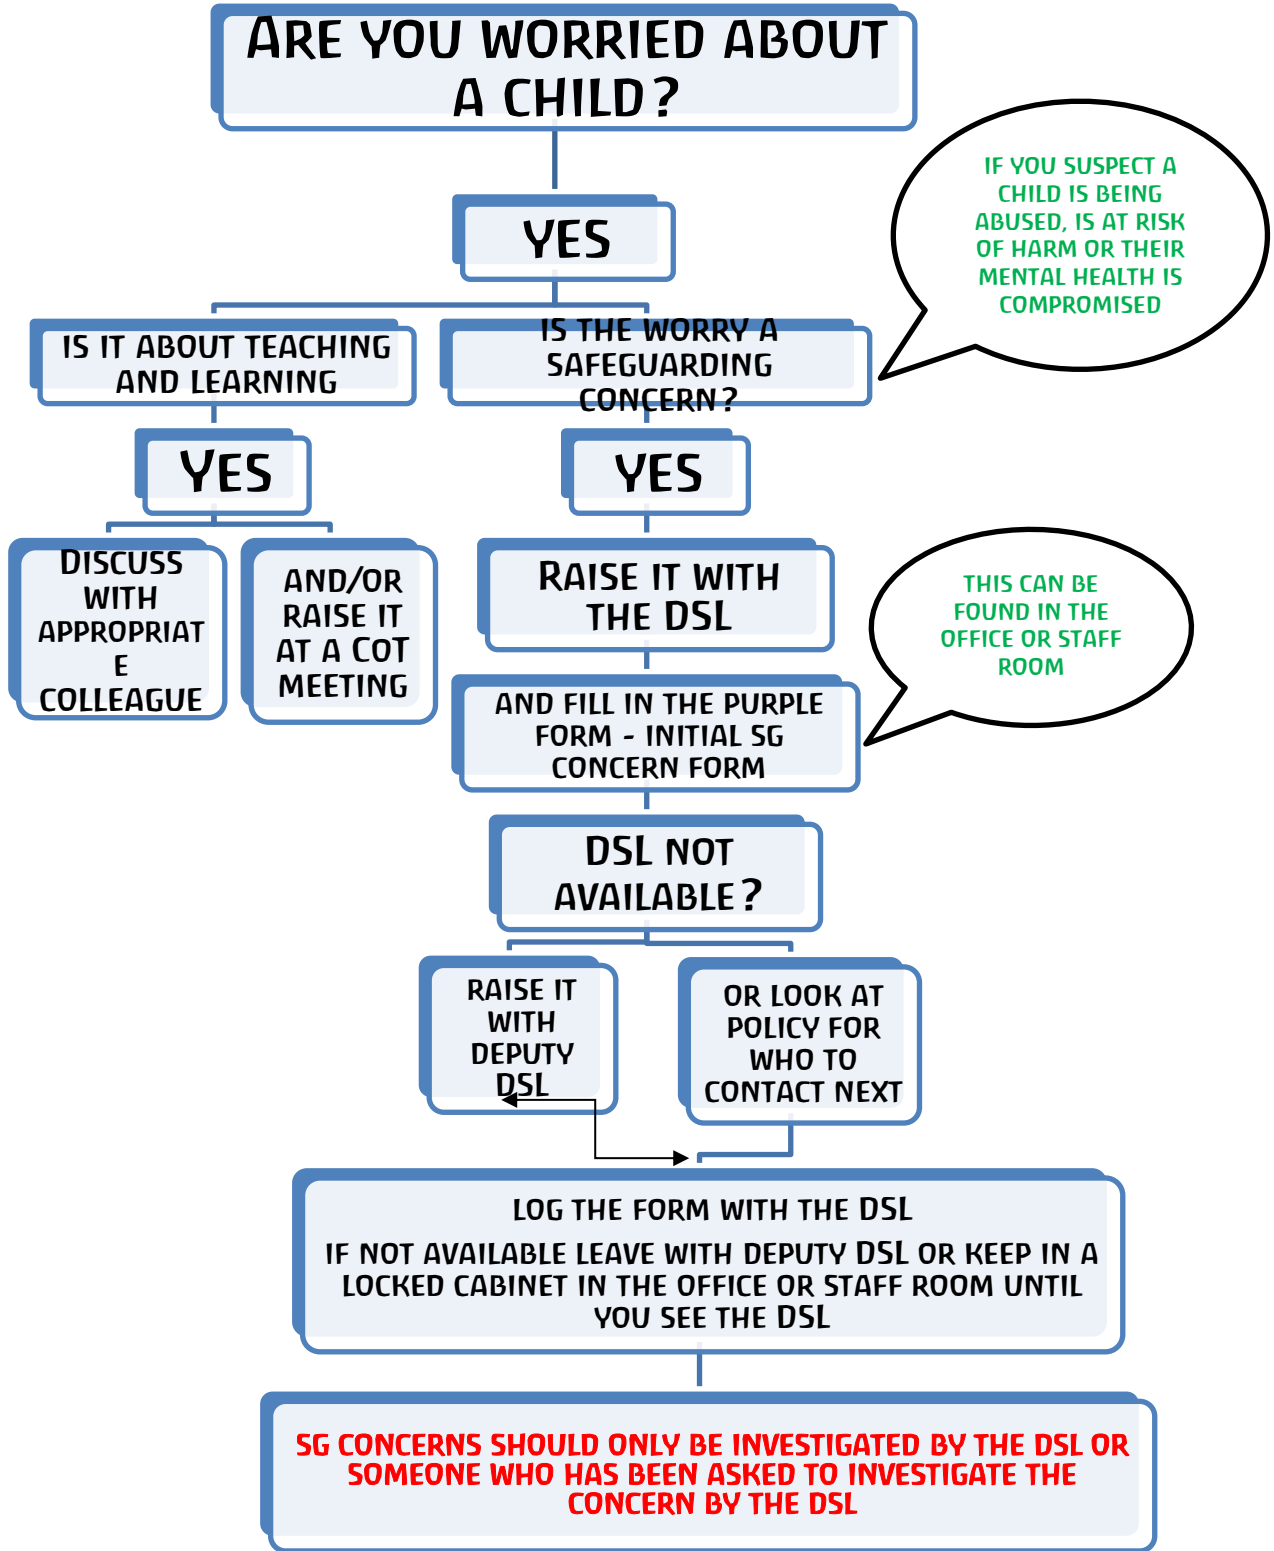 Are you worried about
a child?
if you suspect a
child is being
abused, is at risk
of harm or their
mental health is
compromised
yes
is it about teaching
and learning
is the worry a
safeguarding
concern?
Yes
yes
Discuss
with
appropriat
e
colleague
and/or
raise it
at a CoT
meeting
Raise it with
the DSL
this can be
found in the
office or staff
room
and fill in the purple
form - initial SG
concern form
DSL not
available?
raise it
with
deputy
DSL
or look at
policy for
who to
contact next
log the form with the DSL
if not available leave with deputy DSL or keep in a
locked cabinet in the office or staff room until
you see the DSL
SG concerns should only be investigated by the DSL or
someone who has been asked to investigate the
concern by the DSL